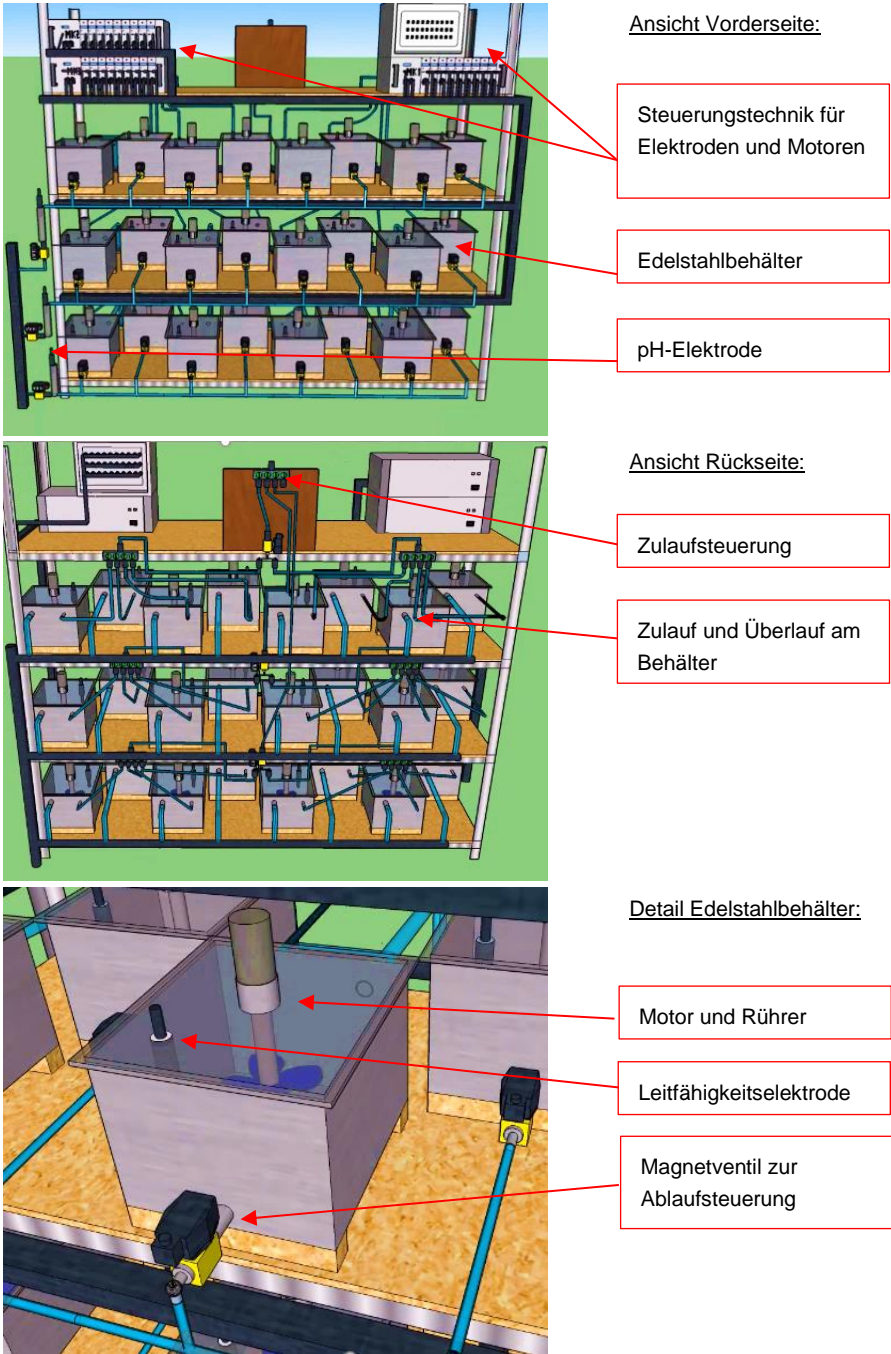 Ansicht Vorderseite:
Steuerungstechnik für
Elektroden und Motoren
Edelstahlbehälter
pH-Elektrode
Ansicht Rückseite:
Zulaufsteuerung
Zulauf und Überlauf am
Behälter
Detail Edelstahlbehälter:
Motor und Rührer
Leitfähigkeitselektrode
Magnetventil zur
Ablaufsteuerung